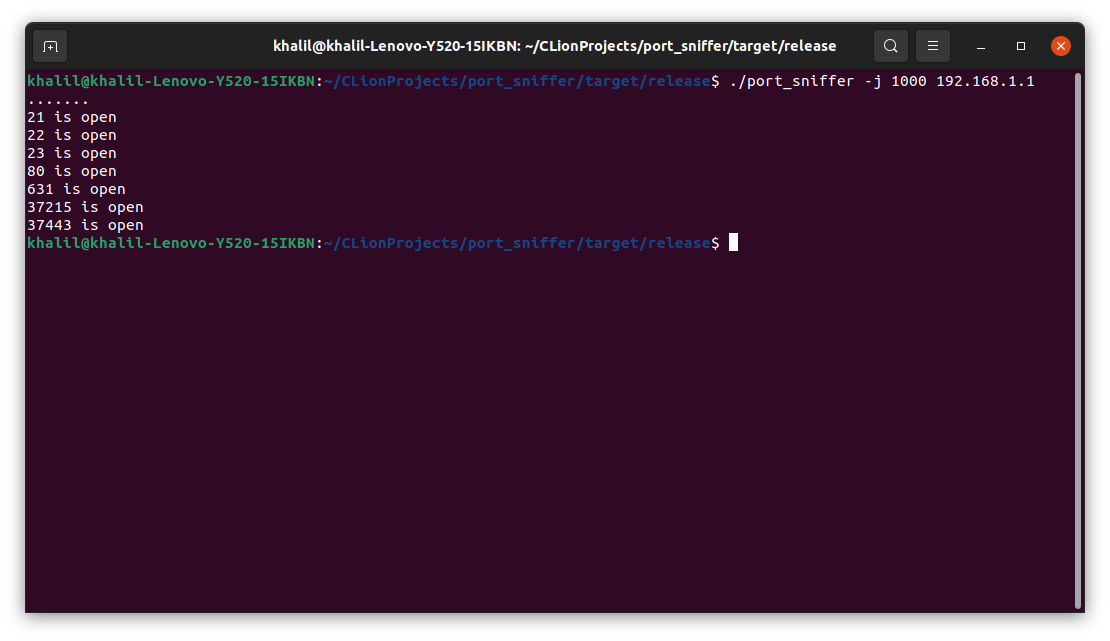 khalil@khalil-Lenovo-Y520-15IKBN: ~/CLionProjects/port_sniffer/target/release
khalil@khalil-Lenovo-Y520-15IKBN:~/CLionProjects/port_sniffer/target/release$ ./port_sniffer -j 1000 192.168.1.1
.......
21 is open
22 is open
23 is open
80 is open
631 is open
37215 is open
37443 is open
khalil@khalil-Lenovo-Y520-15IKBN:~/CLionProjects/port_sniffer/target/release$